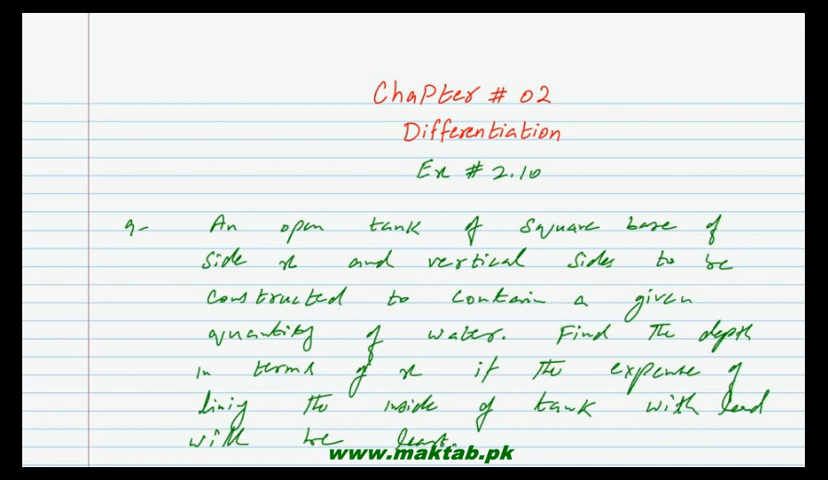 Chapter # 02
Differentiation
Ex # 2.10
9- An open tank of square base of
side x and vertical sides to be
constructed to contain a given
quantity of water. Find the depth
in terms of x if the expense of
lining the inside of tank with lead
will be least.
www.maktab.pk